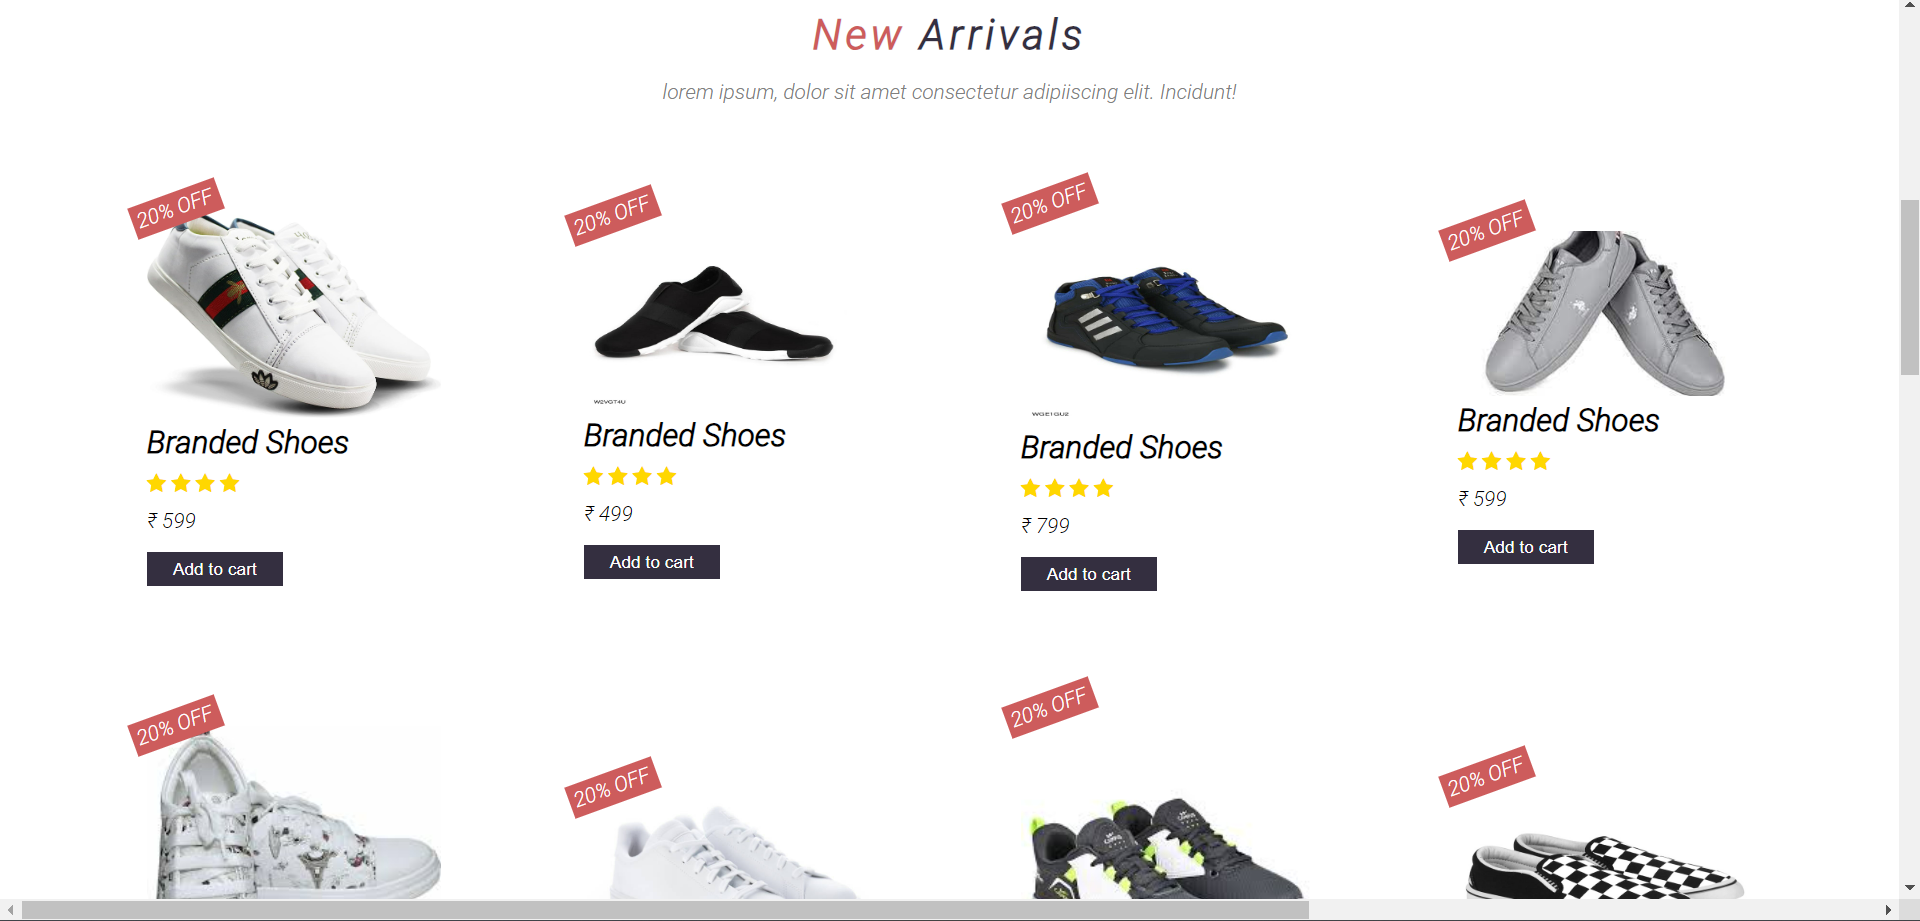 New Arrivals
lorem ipsum, dolor sit amet consectetur adipiiscing elit. Incidunt!
20% OFF
20% OFF
20% OFF
20% OFF
W2VGT4U
WGE1GU2
Branded Shoes
Branded Shoes
Branded Shoes
Branded Shoes
₹ 599
₹ 499
₹ 799
₹ 599
Add to cart
Add to cart
Add to cart
Add to cart
20% OFF
20% OFF
20% OFF
20% OFF